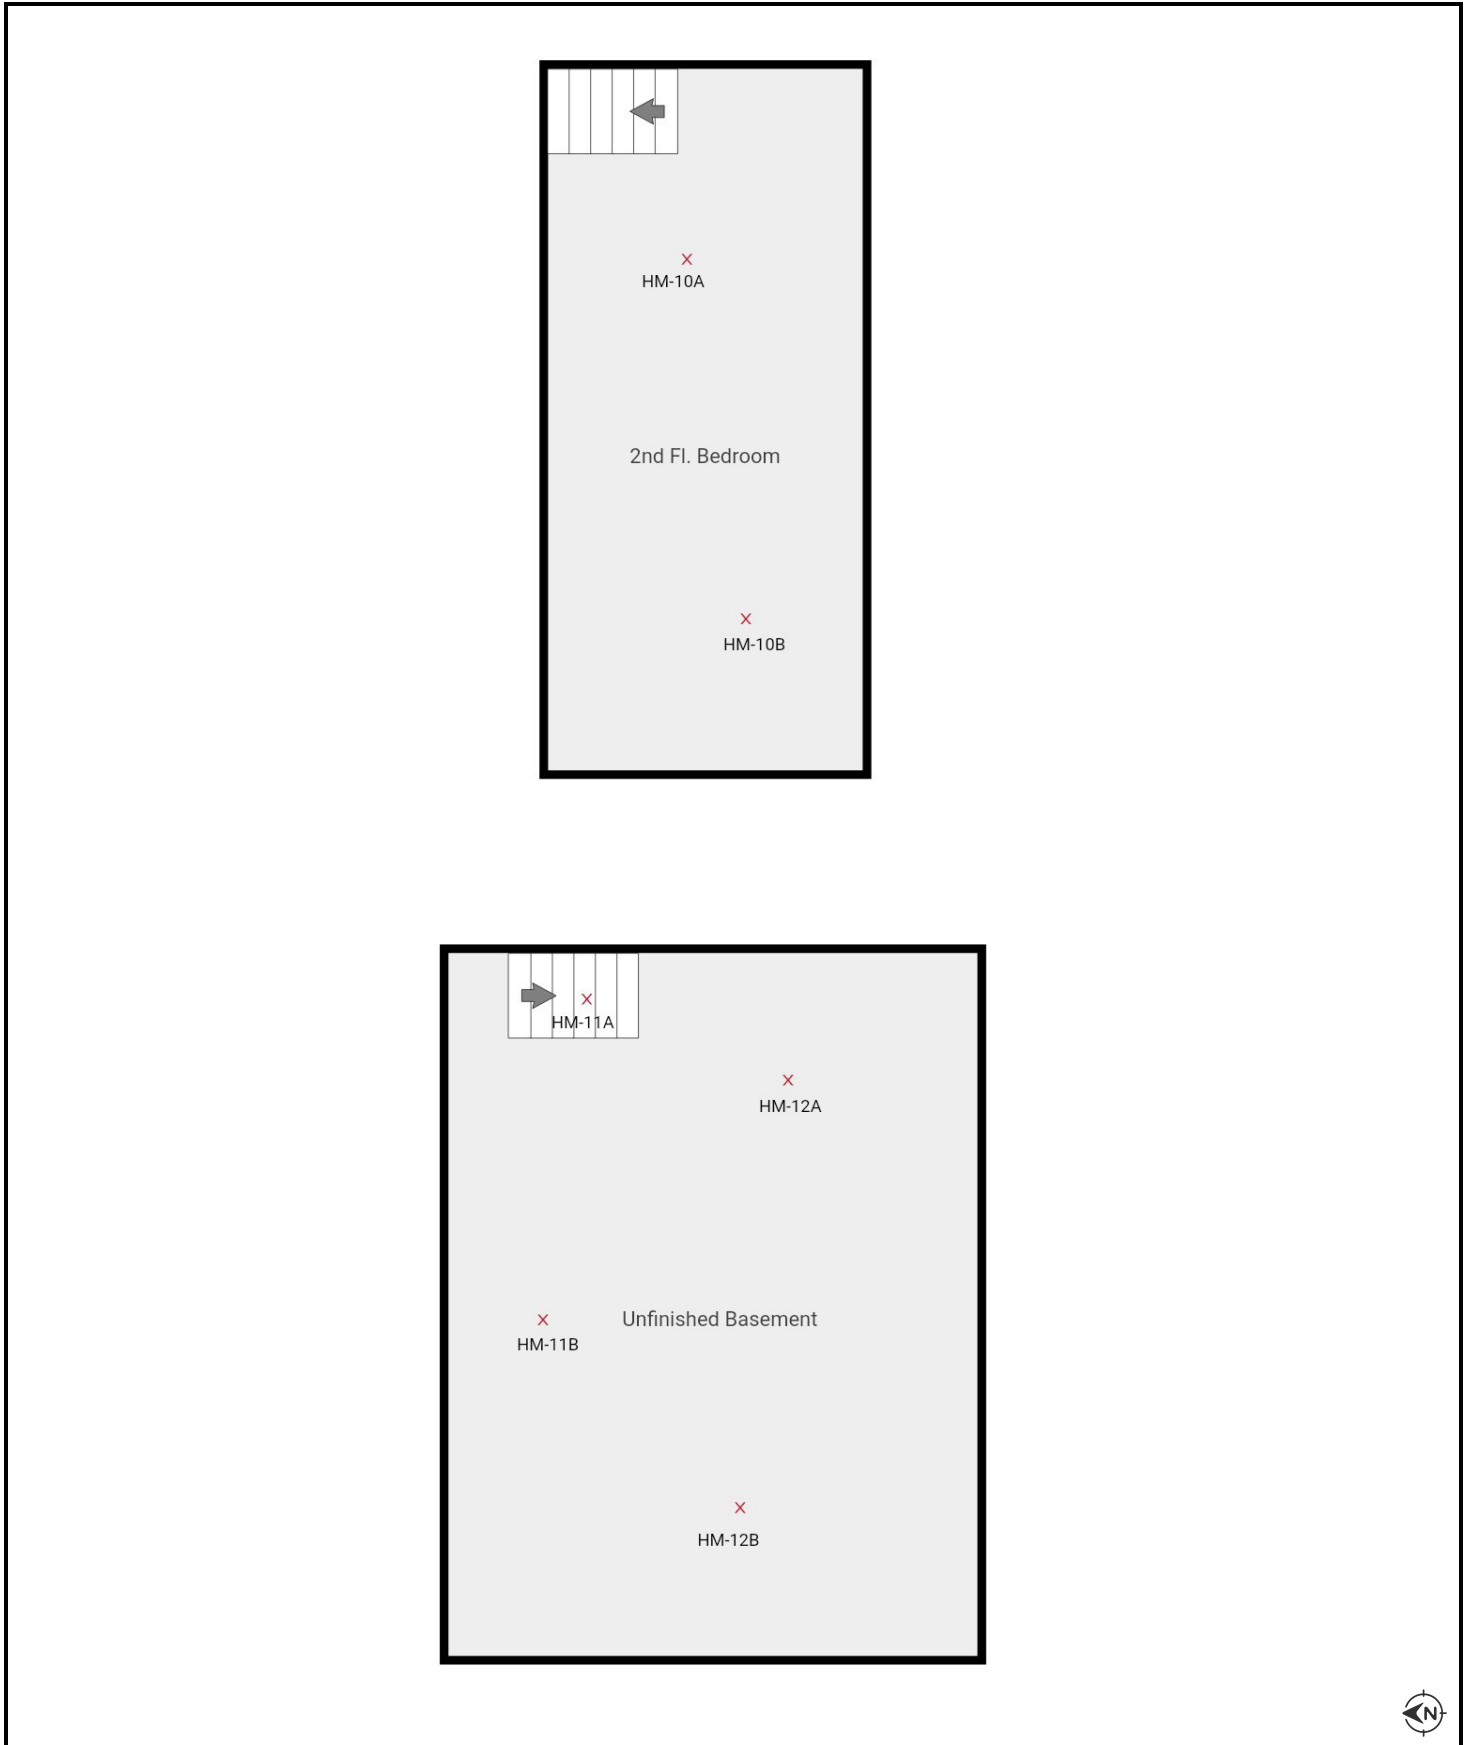 HM-10A
2nd Fl. Bedroom
HM-10B
HM-11A
HM-12A
HM-11B
Unfinished Basement
HM-12B
N